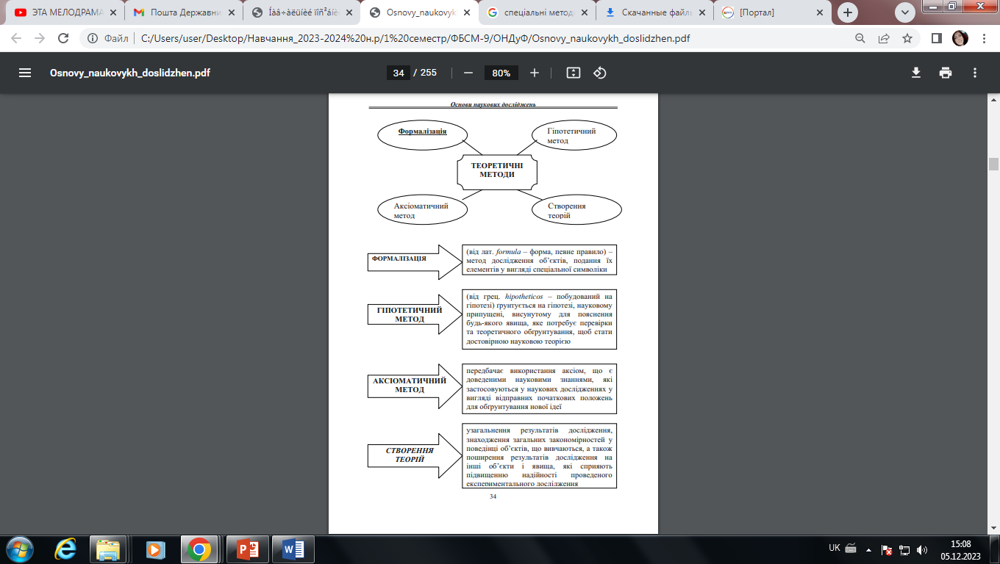 ЭТА МЕЛОДРАМА
Пошта Державни
Íàâ÷àëüíèé ïîñ³áíè
Osnovy_naukovyk
спеціальні метод
Скачанные файлы
[Портал]
Файл
C:/Users/user/Desktop/Навчання_2023-2024%20н.р/1%20семестр/ФБСМ-9/ОНДуФ/Osnovy_naukovykh_doslidzhen.pdf
Osnovy_naukovykh_doslidzhen.pdf
34 / 255
80%
Основи наукових досліджень
Формалізація
Гіпотетичний
метод
ТЕОРЕТИЧНІ
МЕТОДИ
Аксіоматичний
метод
Створення
теорій
ФОРМАЛІЗАЦІЯ
(від лат. formula – форма, певне правило) –
метод дослідження об’єктів, подання їх
елементів у вигляді спеціальної символіки
ГІПОТЕТИЧНИЙ
МЕТОД
(від грец. hipotheticos – побудований на
гіпотезі) ґрунтується на гіпотезі, науковому
припущені, висунутому для пояснення
будь-якого явища, яке потребує перевірки
та теоретичного обґрунтування, щоб стати
достовірною науковою теорією
АКСІОМАТИЧНИЙ
МЕТОД
передбачає використання аксіом, що є
доведеними науковими знаннями, які
застосовуються у наукових дослідженнях у
вигляді відправних початкових положень
для обґрунтування нової ідеї
СТВОРЕННЯ
ТЕОРІЙ
узагальнення результатів дослідження,
знаходження загальних закономірностей у
поведінці об’єктів, що вивчаються, а також
поширення результатів дослідження на
інші об’єкти і явища, які сприяють
підвищенню надійності проведеного
експериментального дослідження
34
UK
15:08
05.12.2023